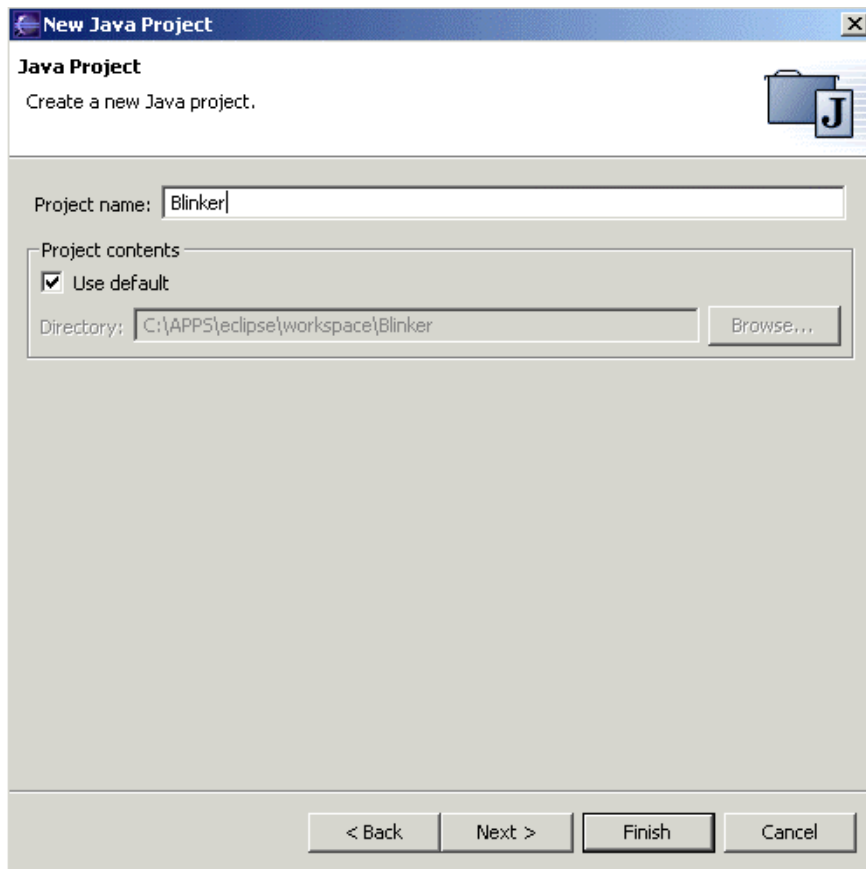 New Java Project
Java Project
Create a new Java project.
J
Project name: Blinker
Project contents
Use default
Directory: C:\APPS\eclipse\workspace\Blinker Browse...
< Back Next > Finish Cancel